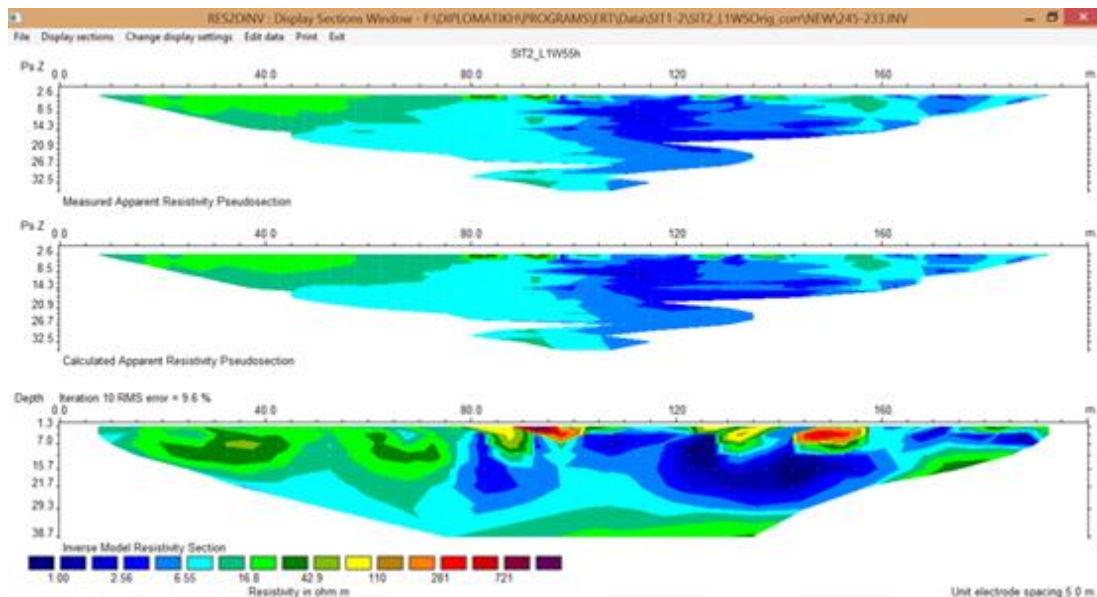 RES2DINV : Display Sections Window - F:\DIPLOMATIKH\PROGRAMS\ERT\Data\SIT1-2\SIT2_L1WSOrig_corr\NEW\245-233.INV
File Display sections Change display settings Edit data Print Exit
SIT2_L1W55h
Ps.Z 0.0 40.0 80.0 120 160 m.
2.6
8.5
14.3
20.9
26.7
32.5
Measured Apparent Resistivity Pseudosection
Ps.Z 0.0 40.0 80.0 120 160 m.
2.6
8.5
14.3
20.9
26.7
32.5
Calculated Apparent Resistivity Pseudosection
Depth Iteration 10 RMS error = 9.6 %
0.0 40.0 80.0 120 160 m.
1.3
7.9
15.7
21.7
29.3
38.7
Inverse Model Resistivity Section
1.00 2.56 6.55 16.8 42.9 110 281 721
Resistivity in ohm.m
Unit electrode spacing 5.0 m.